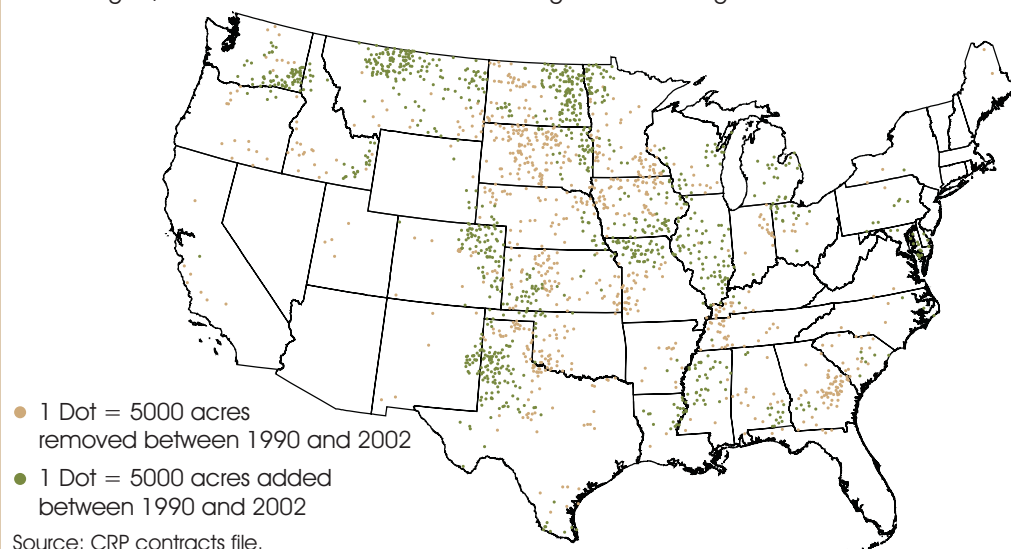 1 Dot = 5000 acres
removed between 1990 and 2002
1 Dot = 5000 acres added
between 1990 and 2002
Source: CRP contracts file.